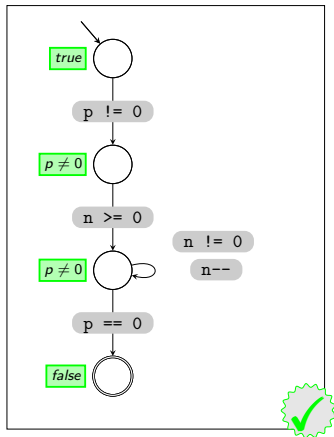 true
p != 0
p ≠ 0
n >= 0
n != 0
p ≠ 0
n--
p == 0
false